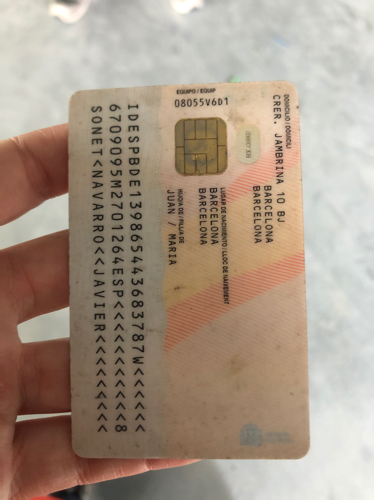 EQUIPO / EQUIP
08055V6D1
DOMICILIO / DOMICILI
CRER. JAMBRINA 10 BJ
BARCELONA
BARCELONA
LUGAR DE NACIMIENTO / LLOC DE NAIXEMENT
BARCELONA
BARCELONA
HIJO/A DE / FILL/A DE
JUAN / MARIA
IDESPBDE139865443683787W<<<<<<
6709095M2701264ESP<<<<<<<<<<<8
SONET<NAVARRO<<JAVIER<<<<<<<<<